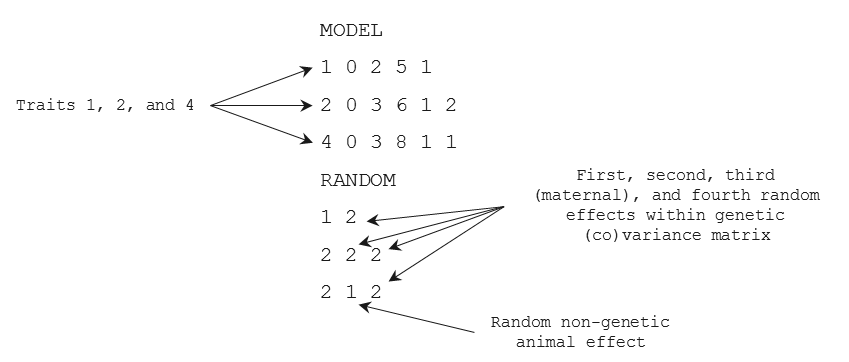 MODEL
1 0 2 5 1
Traits 1, 2, and 4
2 0 3 6 1 2
4 0 3 8 1 1
RANDOM
First, second, third
(maternal), and fourth random
effects within genetic
(co)variance matrix
1 2
2 2 2
2 1 2
Random non-genetic
animal effect